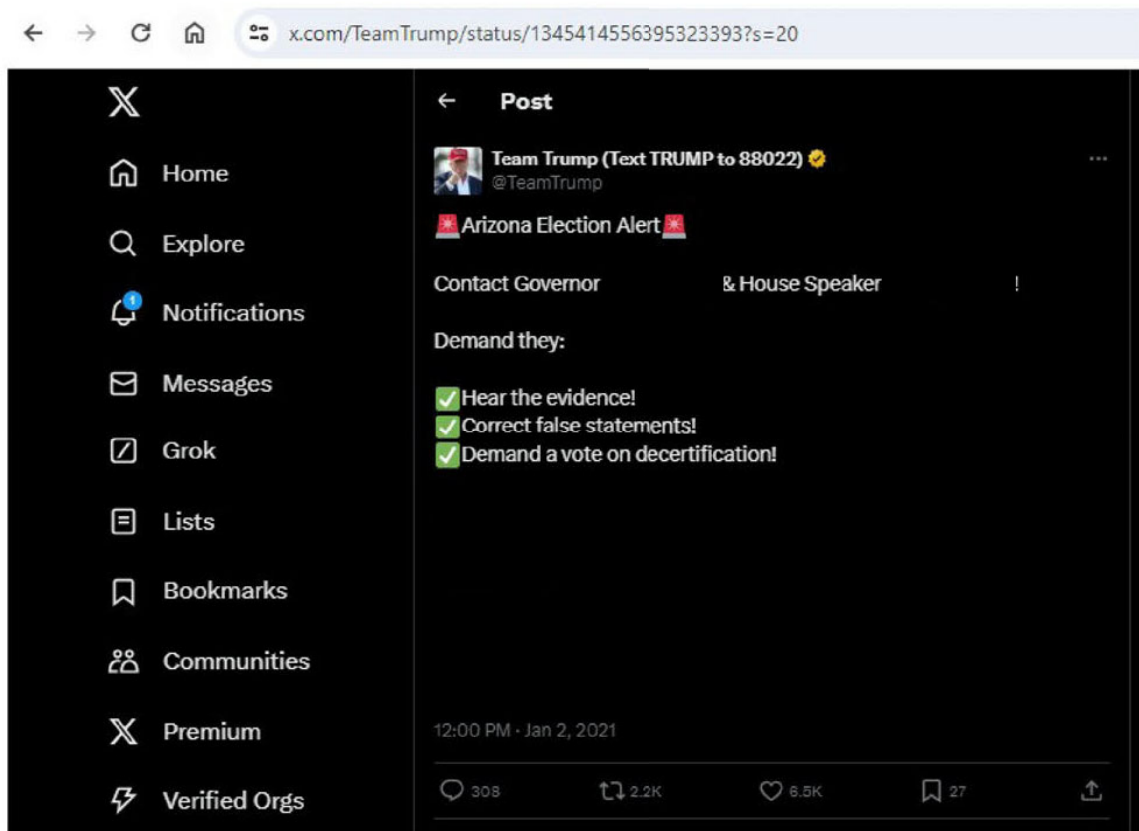 x.com/TeamTrump/status/1345414556395323393?s=20
Post
Team Trump (Text TRUMP to 88022)
@TeamTrump
🚨Arizona Election Alert🚨
Contact Governor & House Speaker !
Demand they:
✅Hear the evidence!
✅Correct false statements!
✅Demand a vote on decertification!
12:00 PM · Jan 2, 2021
308 2.2K 6.5K 27
Home
Explore
1
Notifications
Messages
Grok
Lists
Bookmarks
Communities
Premium
Verified Orgs